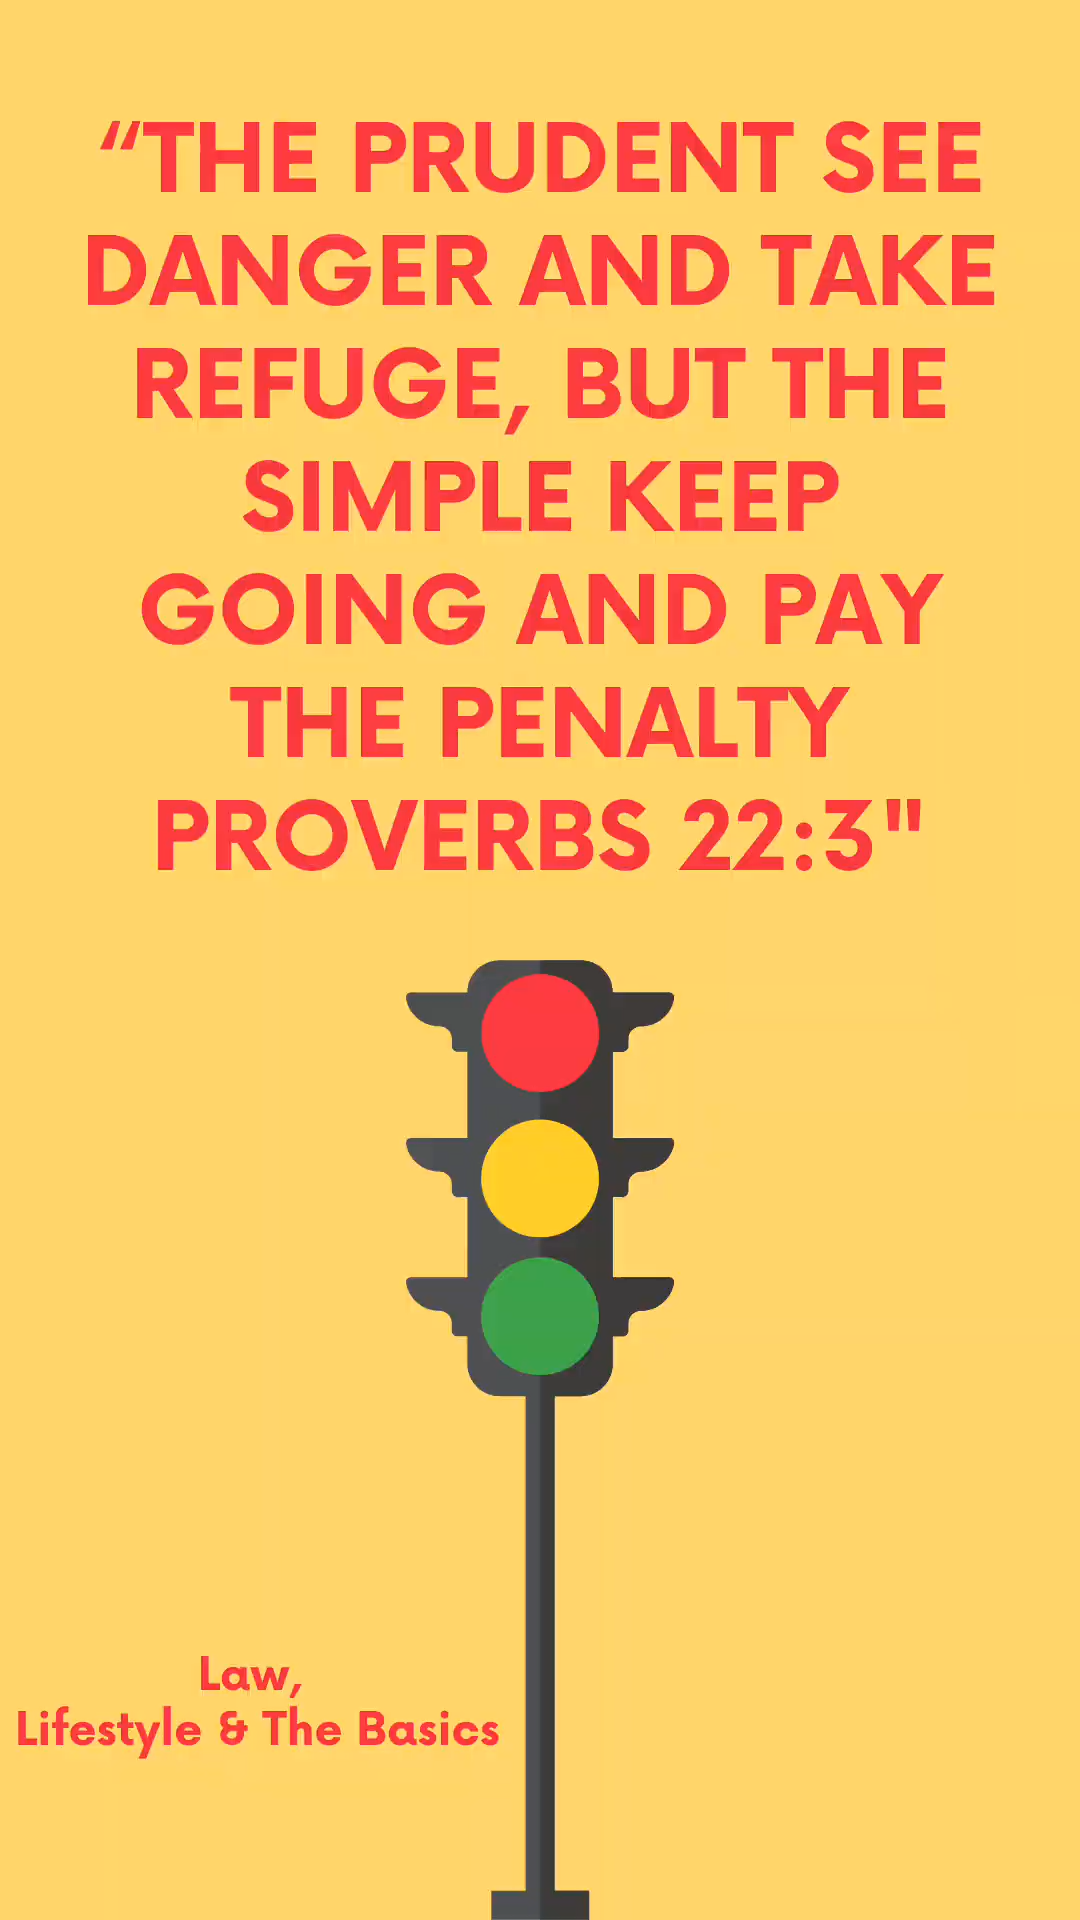 “THE PRUDENT SEE
DANGER AND TAKE
REFUGE, BUT THE
SIMPLE KEEP
GOING AND PAY
THE PENALTY
PROVERBS 22:3"
Law,
Lifestyle & The Basics